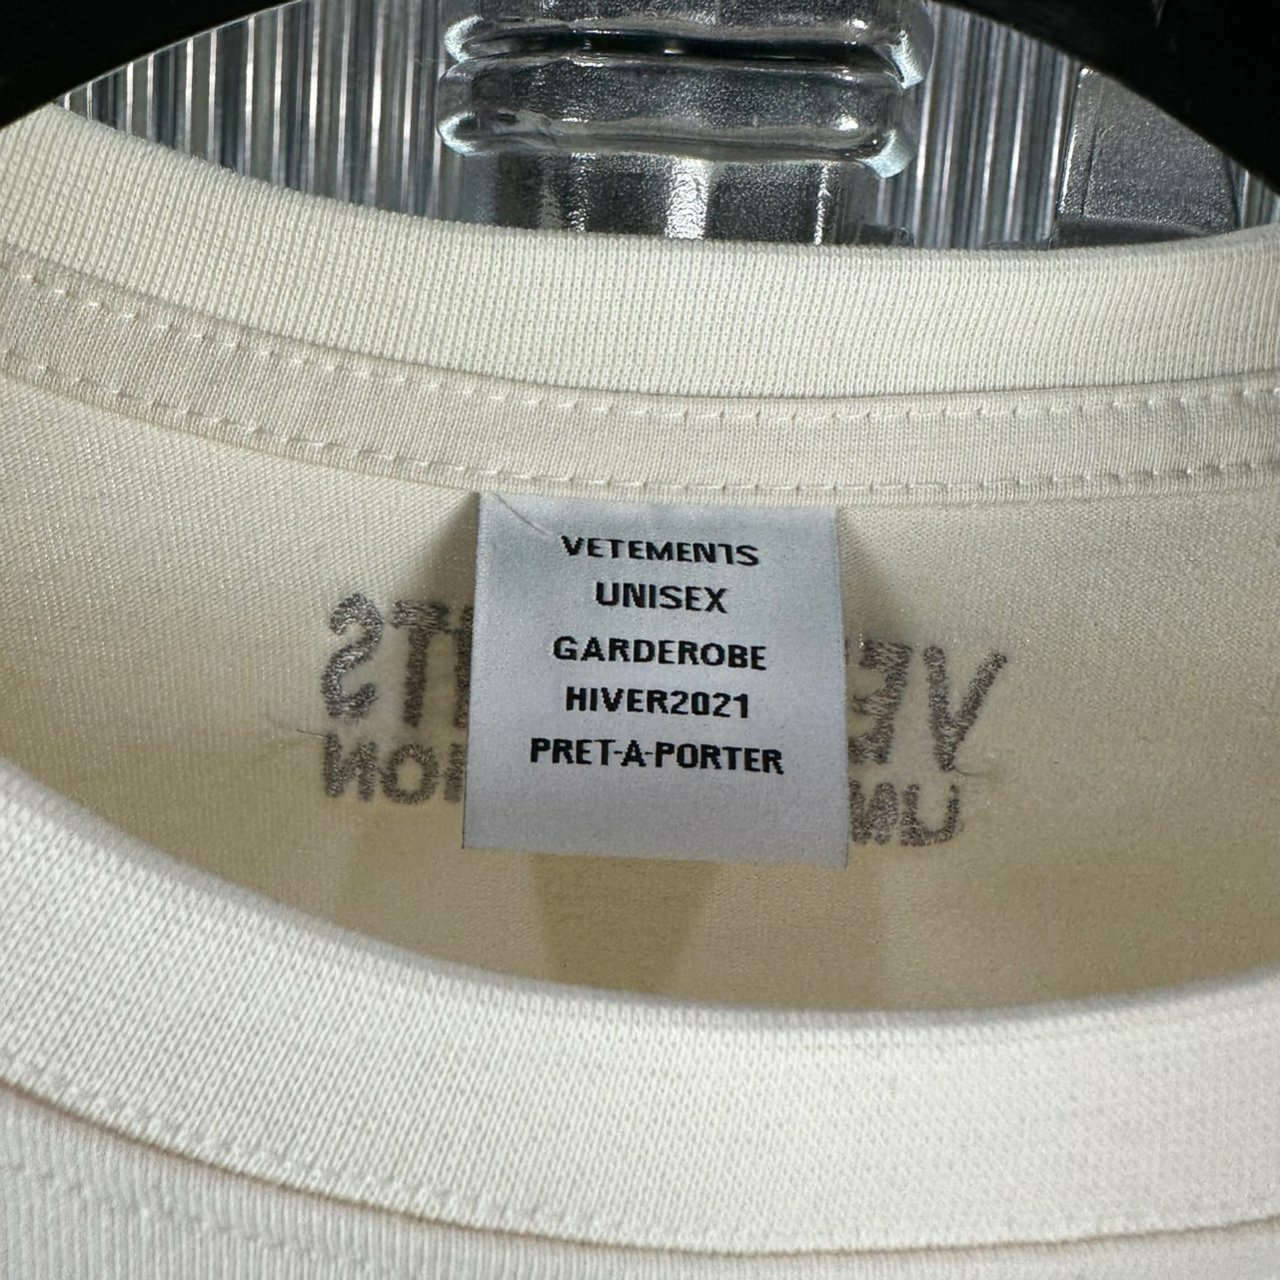 VETEMENTS
UNISEX
GARDEROBE
HIVER2021
PRET-A-PORTER